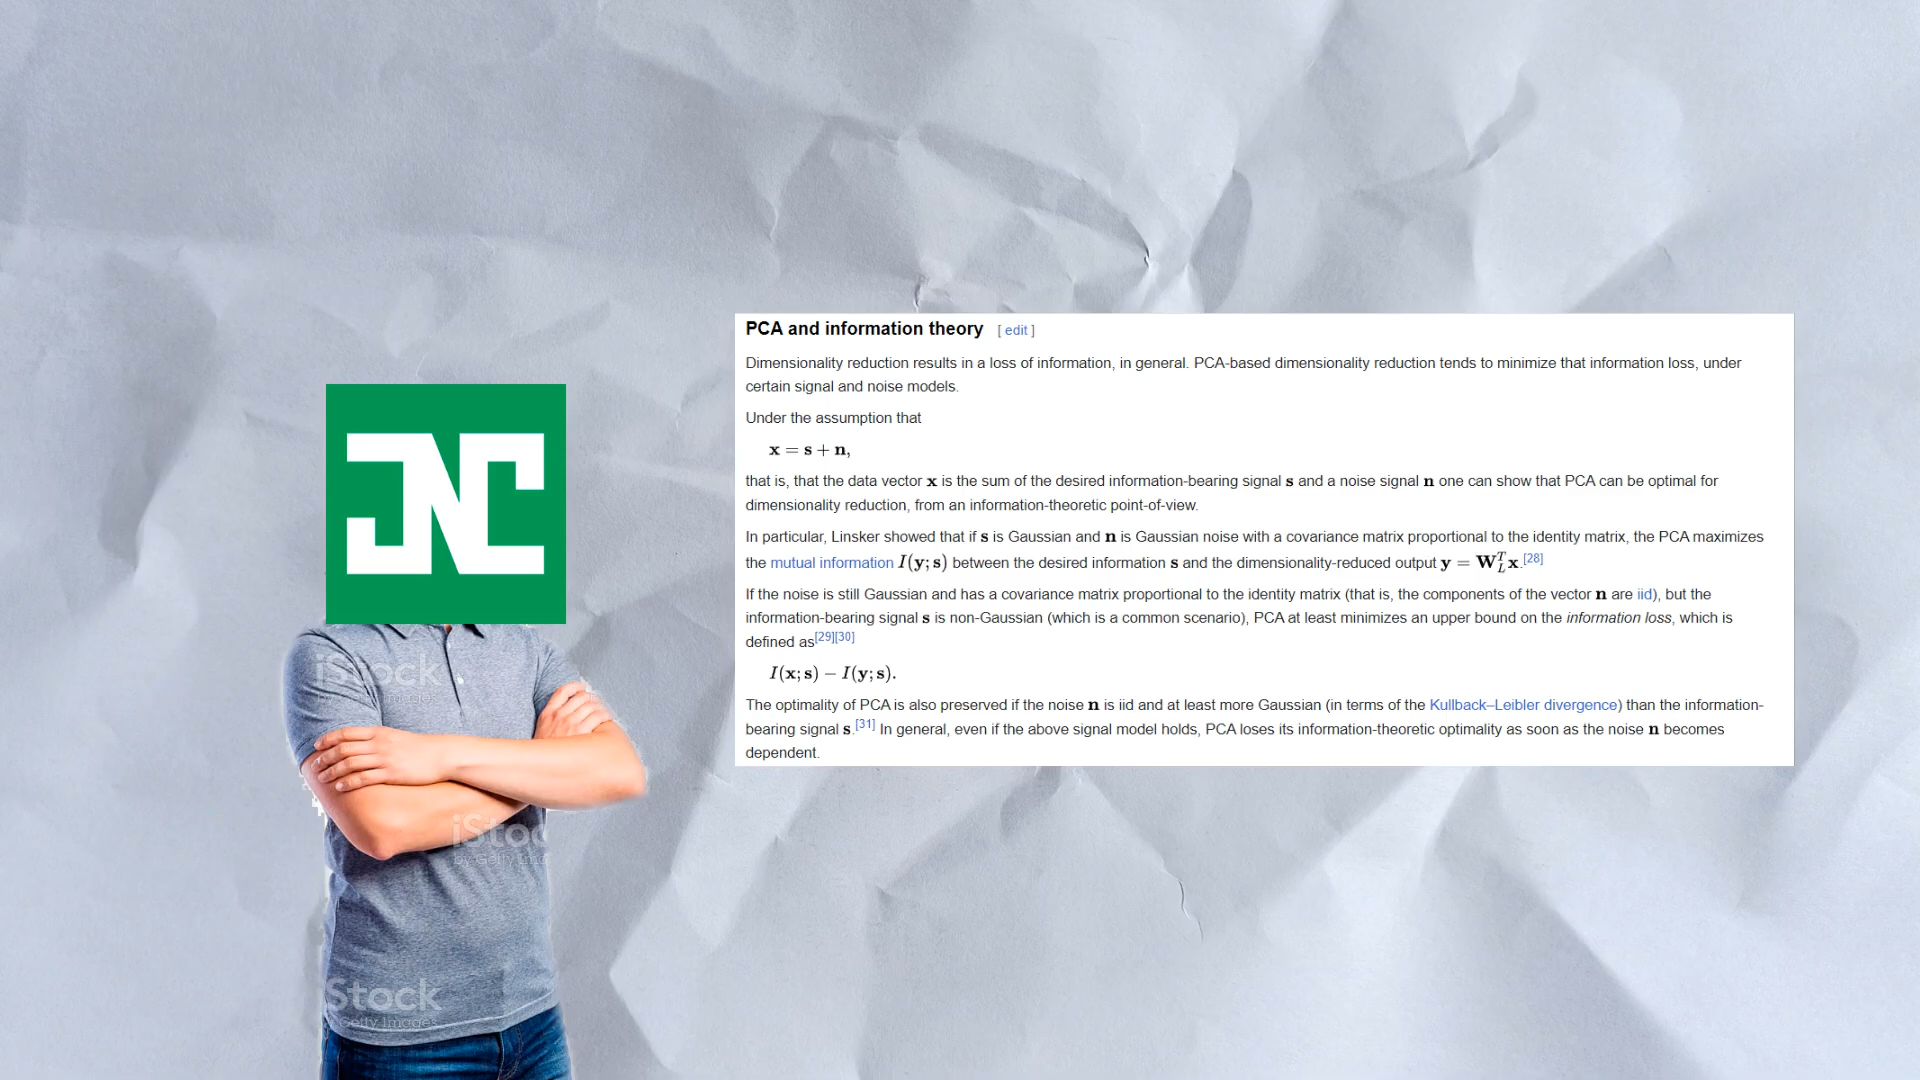 PCA and information theory [ edit ]
Dimensionality reduction results in a loss of information, in general. PCA-based dimensionality reduction tends to minimize that information loss, under
certain signal and noise models.
Under the assumption that
x = s + n,
that is, that the data vector x is the sum of the desired information-bearing signal s and a noise signal n one can show that PCA can be optimal for
dimensionality reduction, from an information-theoretic point-of-view.
In particular, Linsker showed that if s is Gaussian and n is Gaussian noise with a covariance matrix proportional to the identity matrix, the PCA maximizes
the mutual information I(y; s) between the desired information s and the dimensionality-reduced output y = W_L^T x.[28]
If the noise is still Gaussian and has a covariance matrix proportional to the identity matrix (that is, the components of the vector n are iid), but the
information-bearing signal s is non-Gaussian (which is a common scenario), PCA at least minimizes an upper bound on the information loss, which is
defined as[29][30]
I(x; s) − I(y; s).
The optimality of PCA is also preserved if the noise n is iid and at least more Gaussian (in terms of the Kullback–Leibler divergence) than the information-
bearing signal s.[31] In general, even if the above signal model holds, PCA loses its information-theoretic optimality as soon as the noise n becomes
dependent.
NC
iStock
by Getty Images
iStoc
by Getty Ima
Stock
Getty Images